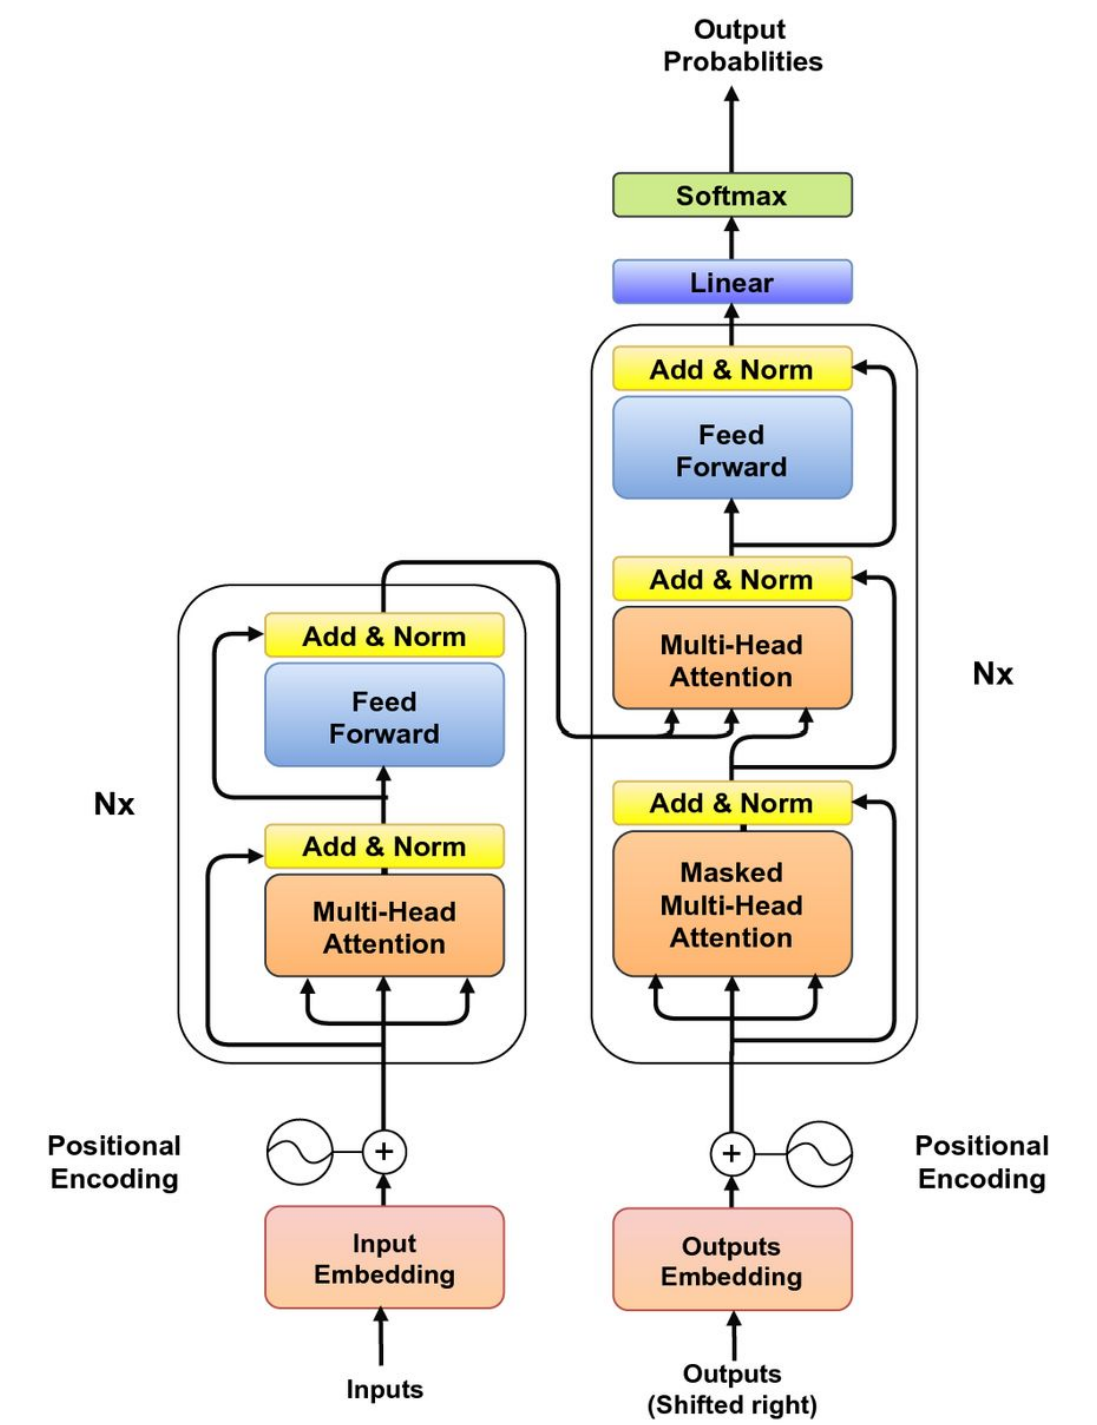 Output
Probablities
Softmax
Linear
Add & Norm
Feed
Forward
Add & Norm
Multi-Head
Attention
Nx
Add & Norm
Masked
Multi-Head
Attention
Add & Norm
Feed
Forward
Nx
Add & Norm
Multi-Head
Attention
Positional
Encoding
+
+
Positional
Encoding
Input
Embedding
Outputs
Embedding
Inputs
Outputs
(Shifted right)